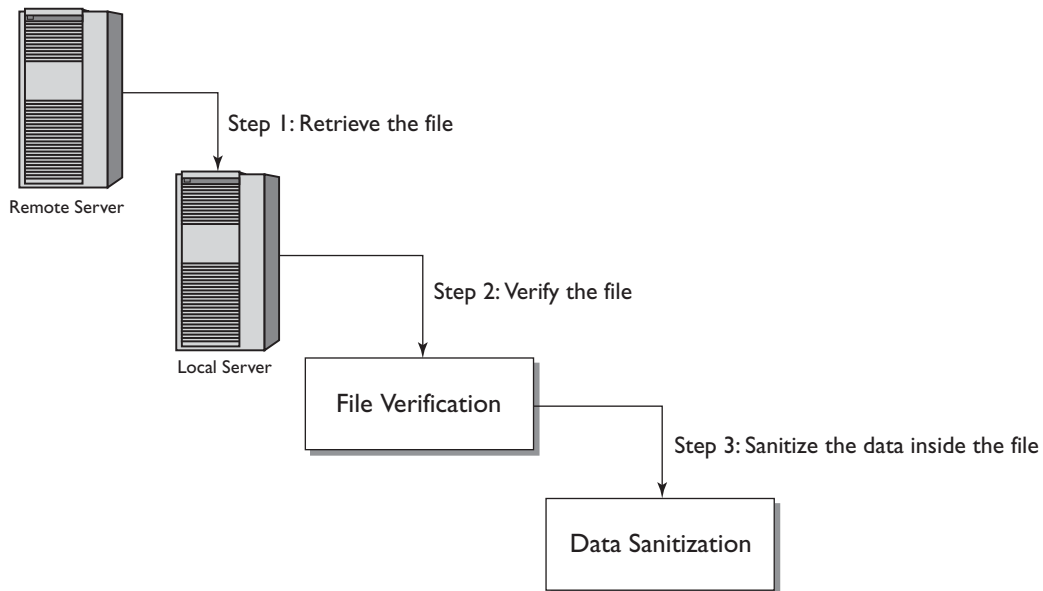 Step 1: Retrieve the file
Remote Server
Step 2: Verify the file
Local Server
File Verification
Step 3: Sanitize the data inside the file
Data Sanitization